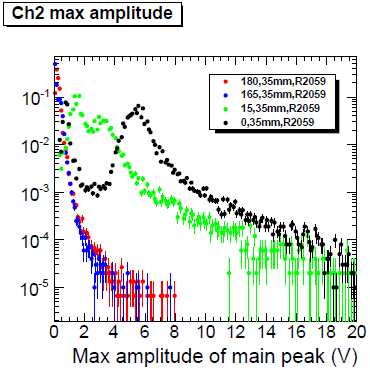 Ch2 max amplitude
180,35mm,R2059
165,35mm,R2059
15,35mm,R2059
0,35mm,R2059
10-1
10-2
10-3
10-4
10-5
0 2 4 6 8 10 12 14 16 18 20
Max amplitude of main peak (V)